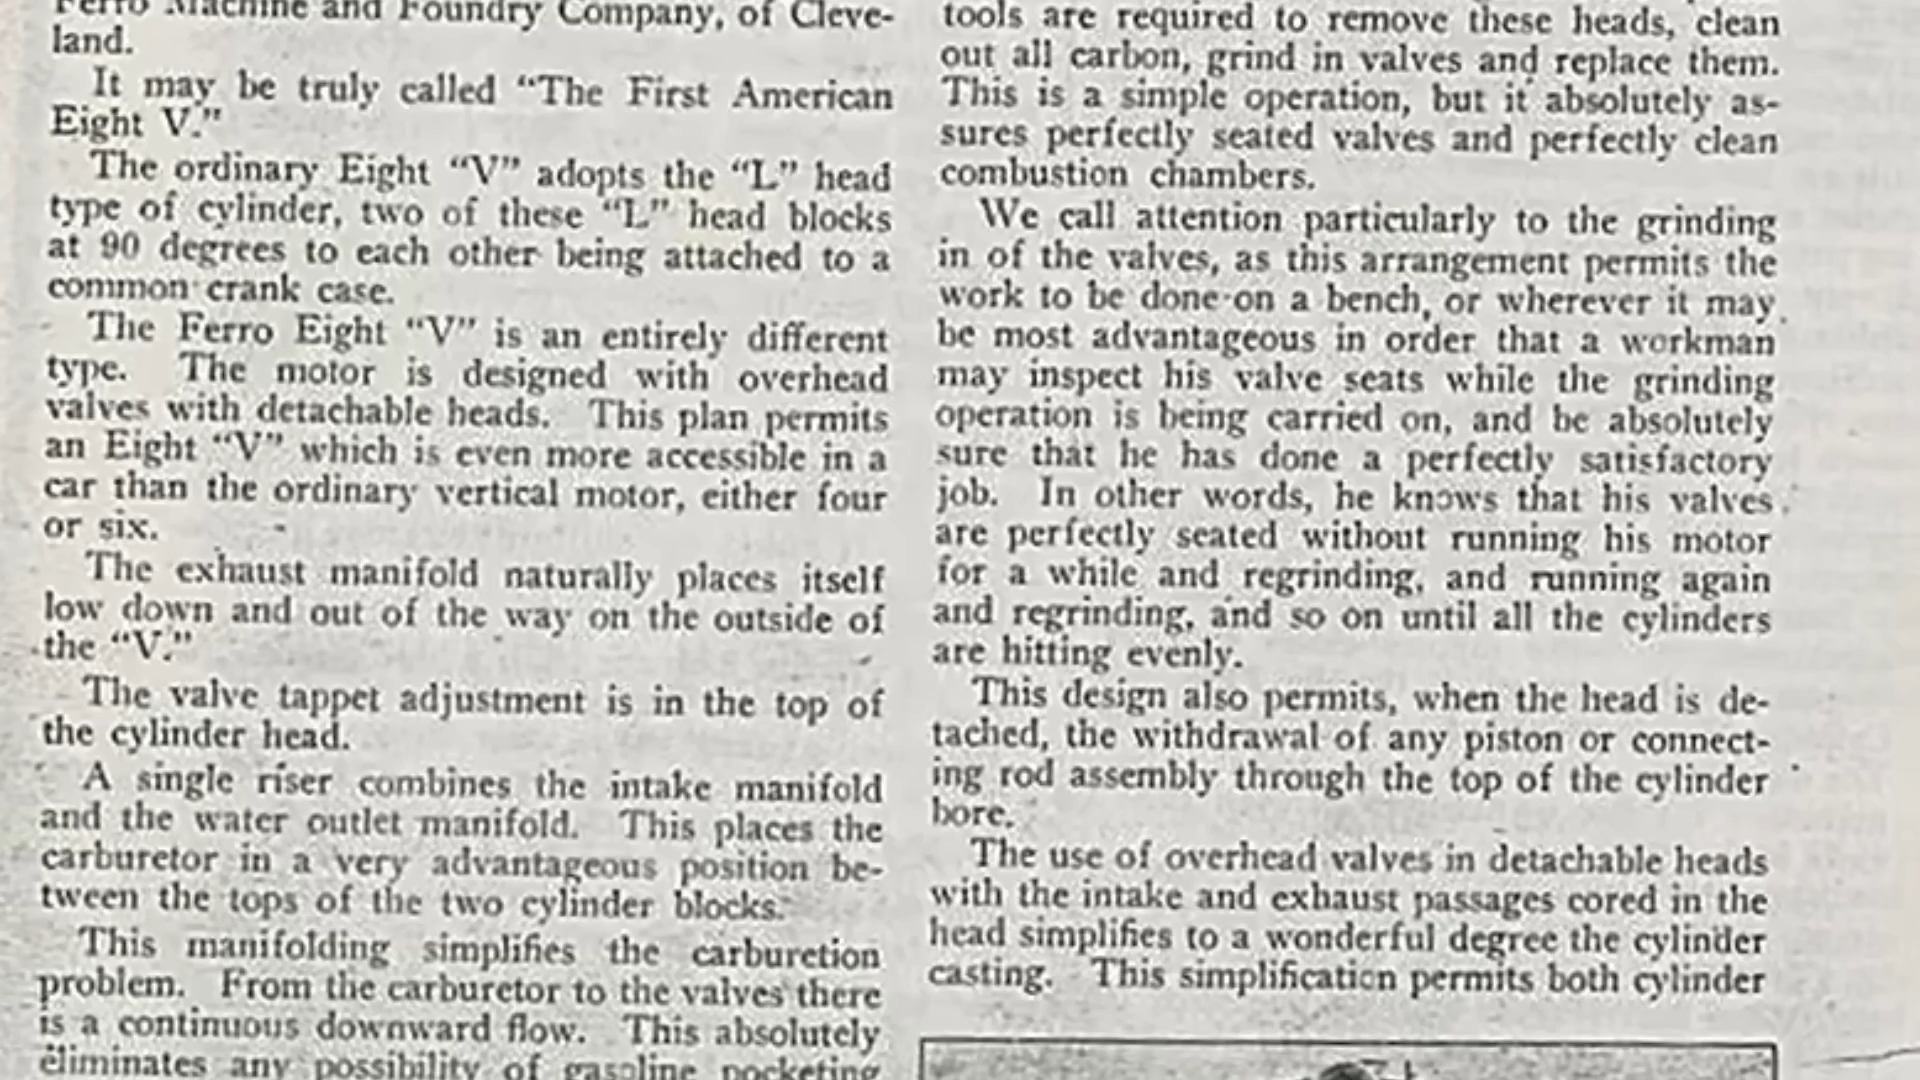 Ferro Machine and Foundry Company, of Cleve-
land.
It may be truly called “The First American
Eight V.”
The ordinary Eight “V” adopts the “L” head
type of cylinder, two of these “L” head blocks
at 90 degrees to each other being attached to a
common crank case.
The Ferro Eight “V” is an entirely different
type. The motor is designed with overhead
valves with detachable heads. This plan permits
an Eight “V” which is even more accessible in a
car than the ordinary vertical motor, either four
or six.
The exhaust manifold naturally places itself
low down and out of the way on the outside of
the “V.”
The valve tappet adjustment is in the top of
the cylinder head.
A single riser combines the intake manifold
and the water outlet manifold. This places the
carburetor in a very advantageous position be-
tween the tops of the two cylinder blocks.
This manifolding simplifies the carburetion
problem. From the carburetor to the valves there
is a continuous downward flow. This absolutely
eliminates any possibility of gasoline pocketing
tools are required to remove these heads, clean
out all carbon, grind in valves and replace them.
This is a simple operation, but it absolutely as-
sures perfectly seated valves and perfectly clean
combustion chambers.
We call attention particularly to the grinding
in of the valves, as this arrangement permits the
work to be done on a bench, or wherever it may
be most advantageous in order that a workman
may inspect his valve seats while the grinding
operation is being carried on, and be absolutely
sure that he has done a perfectly satisfactory
job. In other words, he knows that his valves
are perfectly seated without running his motor
for a while and regrinding, and running again
and regrinding, and so on until all the cylinders
are hitting evenly.
This design also permits, when the head is de-
tached, the withdrawal of any piston or connect-
ing rod assembly through the top of the cylinder
bore.
The use of overhead valves in detachable heads
with the intake and exhaust passages cored in the
head simplifies to a wonderful degree the cylinder
casting. This simplification permits both cylinder